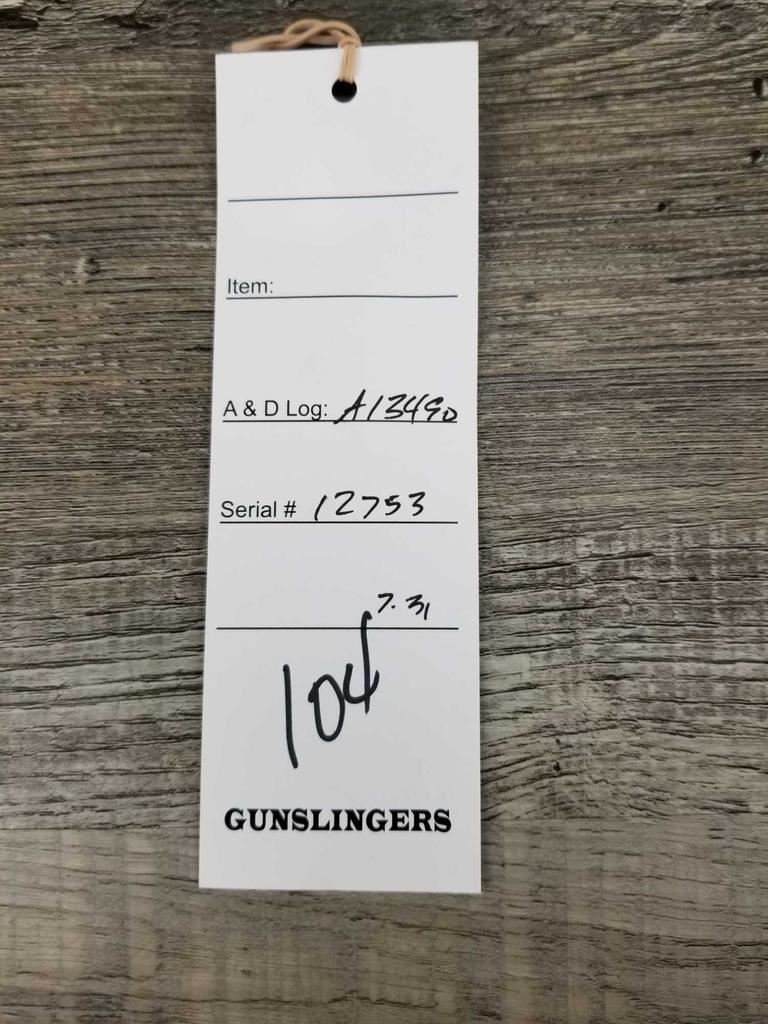 Item:
A & D Log: A13490
Serial # 12753
7.31
104
GUNSLINGERS